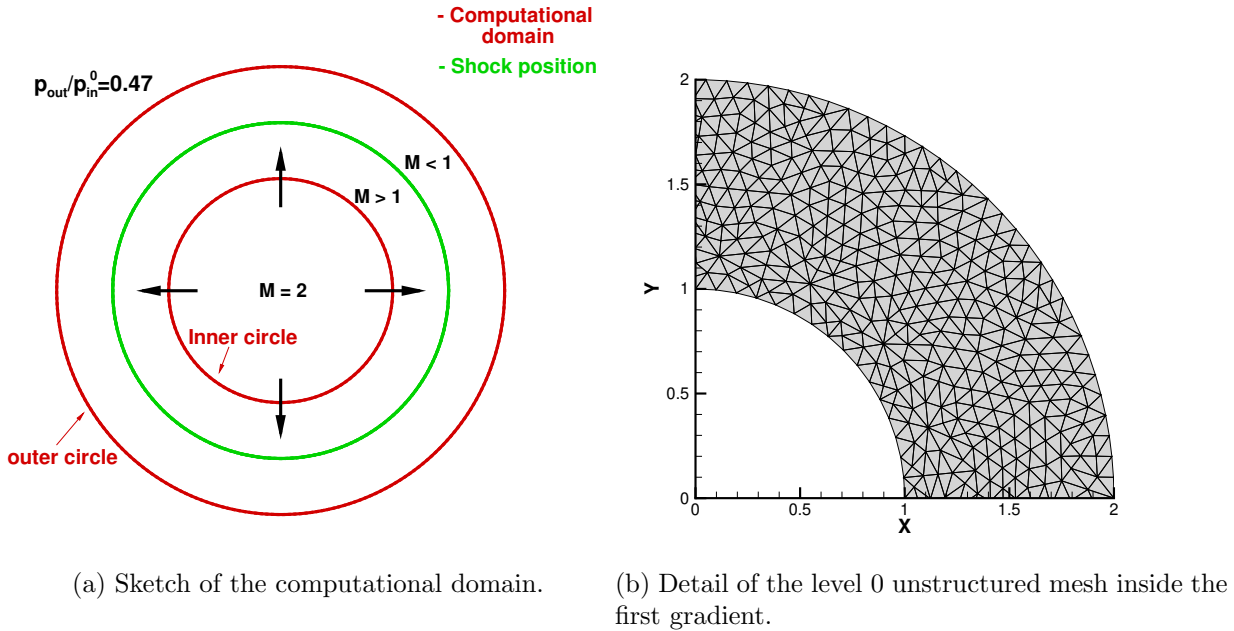 - Computational
domain
- Shock position
p_out/p_in^0=0.47
M < 1
M > 1
M = 2
Inner circle
outer circle
2
1.5
Y
1
0.5
0
0
0.5
1
1.5
2
X
(a) Sketch of the computational domain.
(b) Detail of the level 0 unstructured mesh inside the
first gradient.